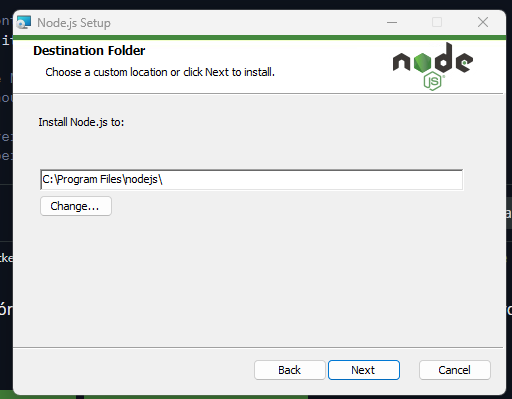 Node.js Setup
Destination Folder
Choose a custom location or click Next to install.
node
JS
Install Node.js to:
C:\Program Files\nodejs\
Change...
Back
Next
Cancel